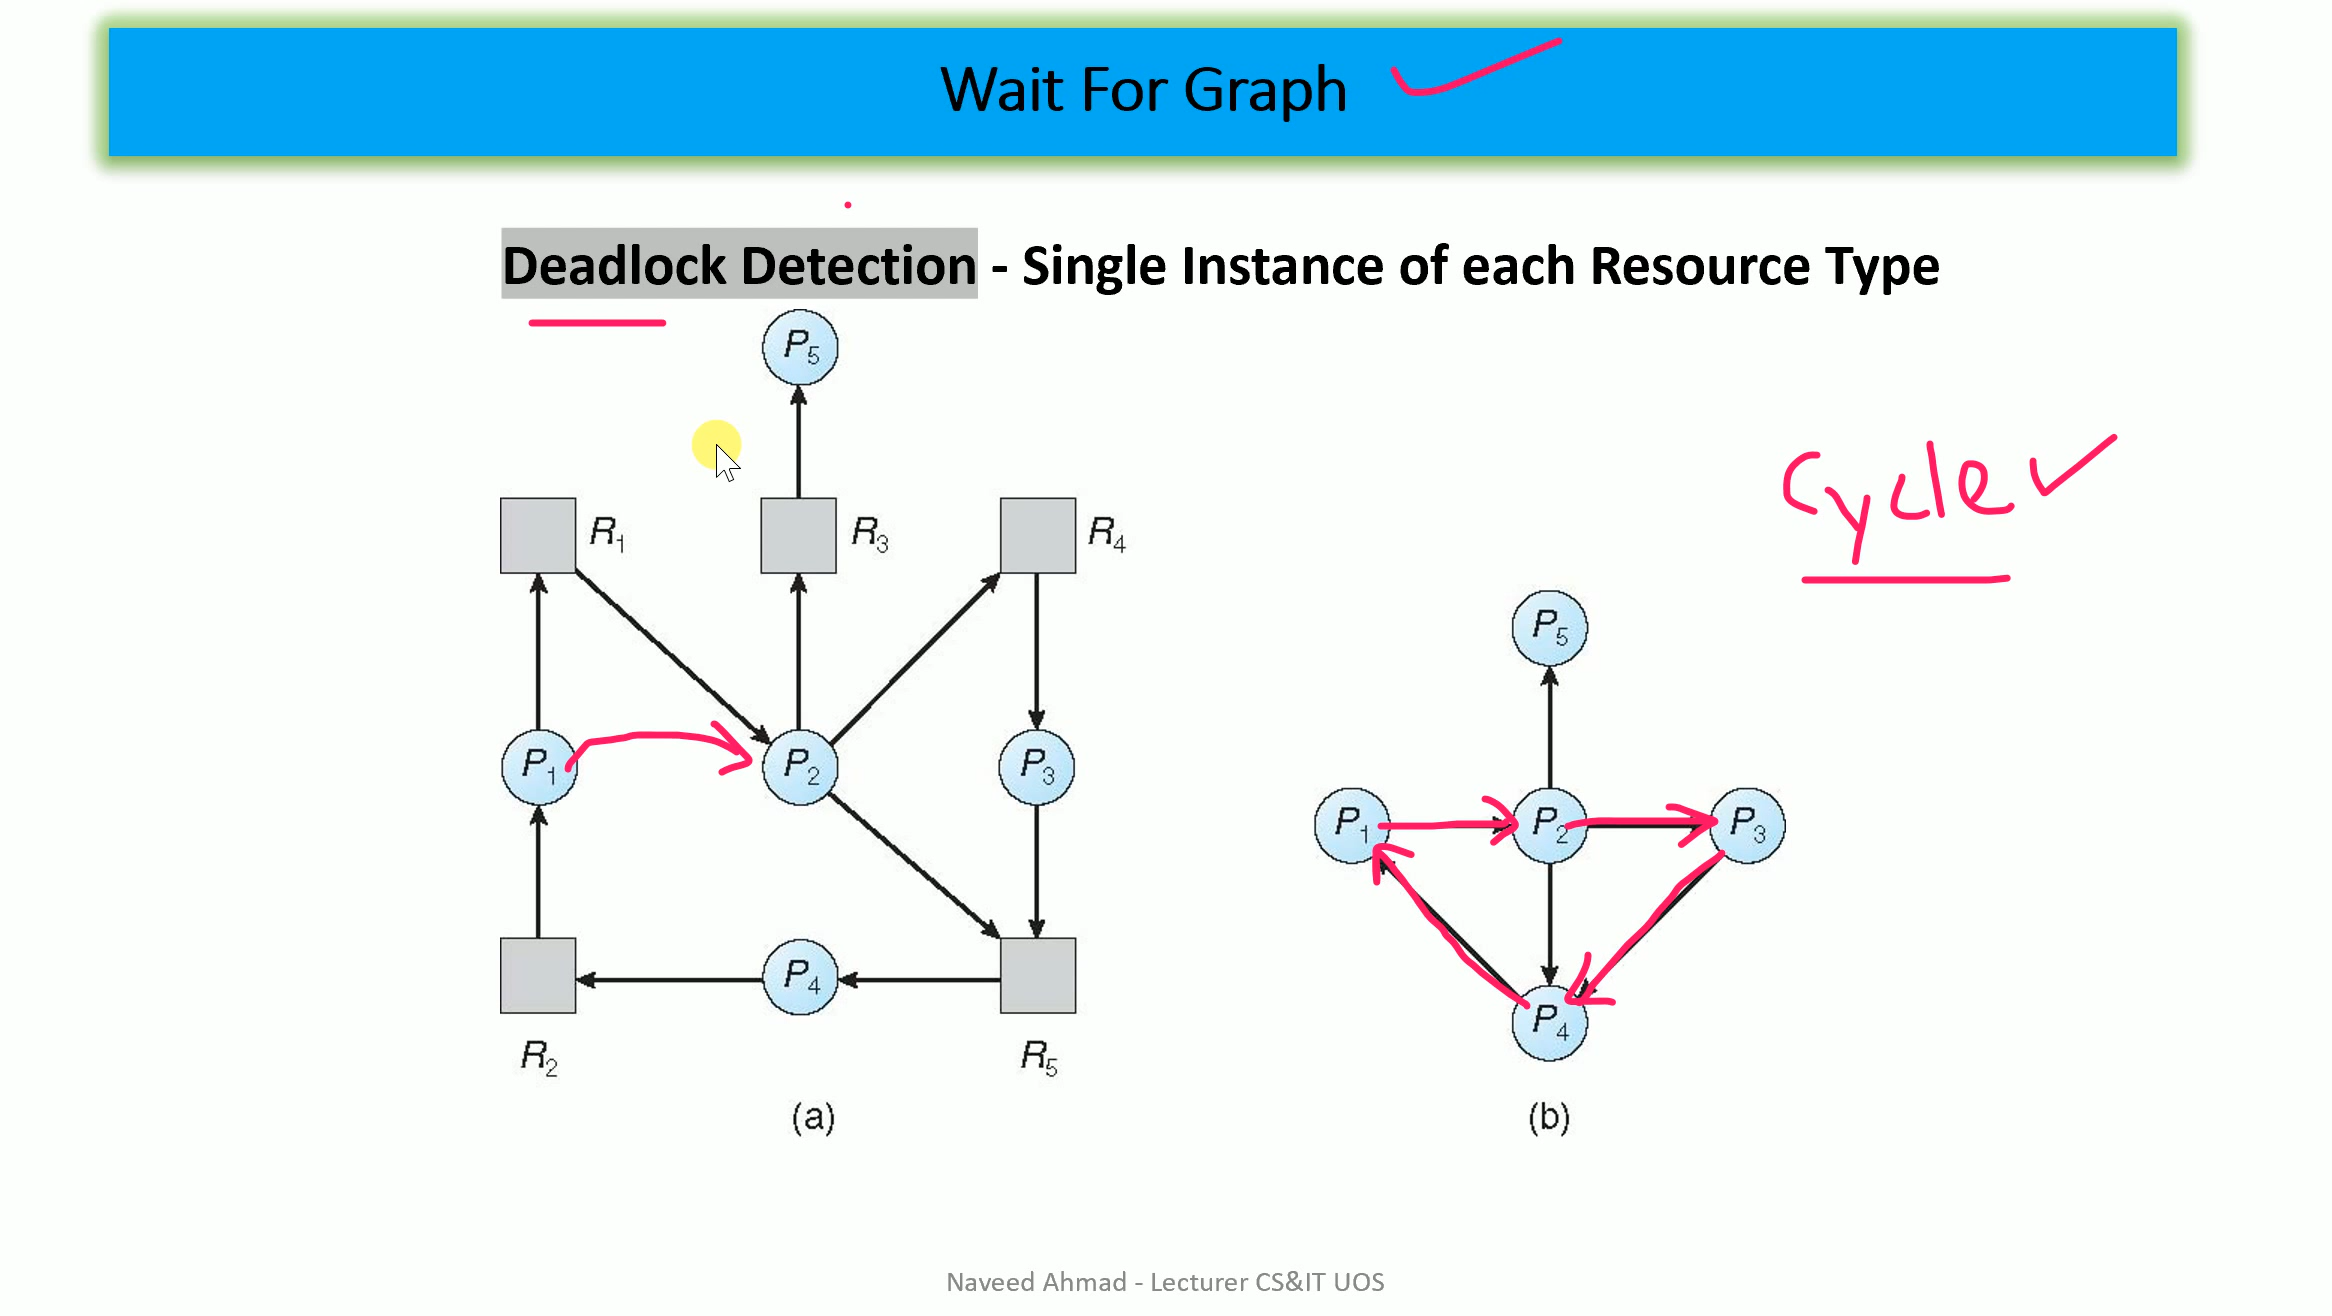 Wait For Graph
Deadlock Detection - Single Instance of each Resource Type
P5
R1
R3
R4
Cycle
P5
P1
P2
P3
P1
P2
P3
P4
P4
R2
R5
(a)
(b)
Naveed Ahmad - Lecturer CS&IT UOS